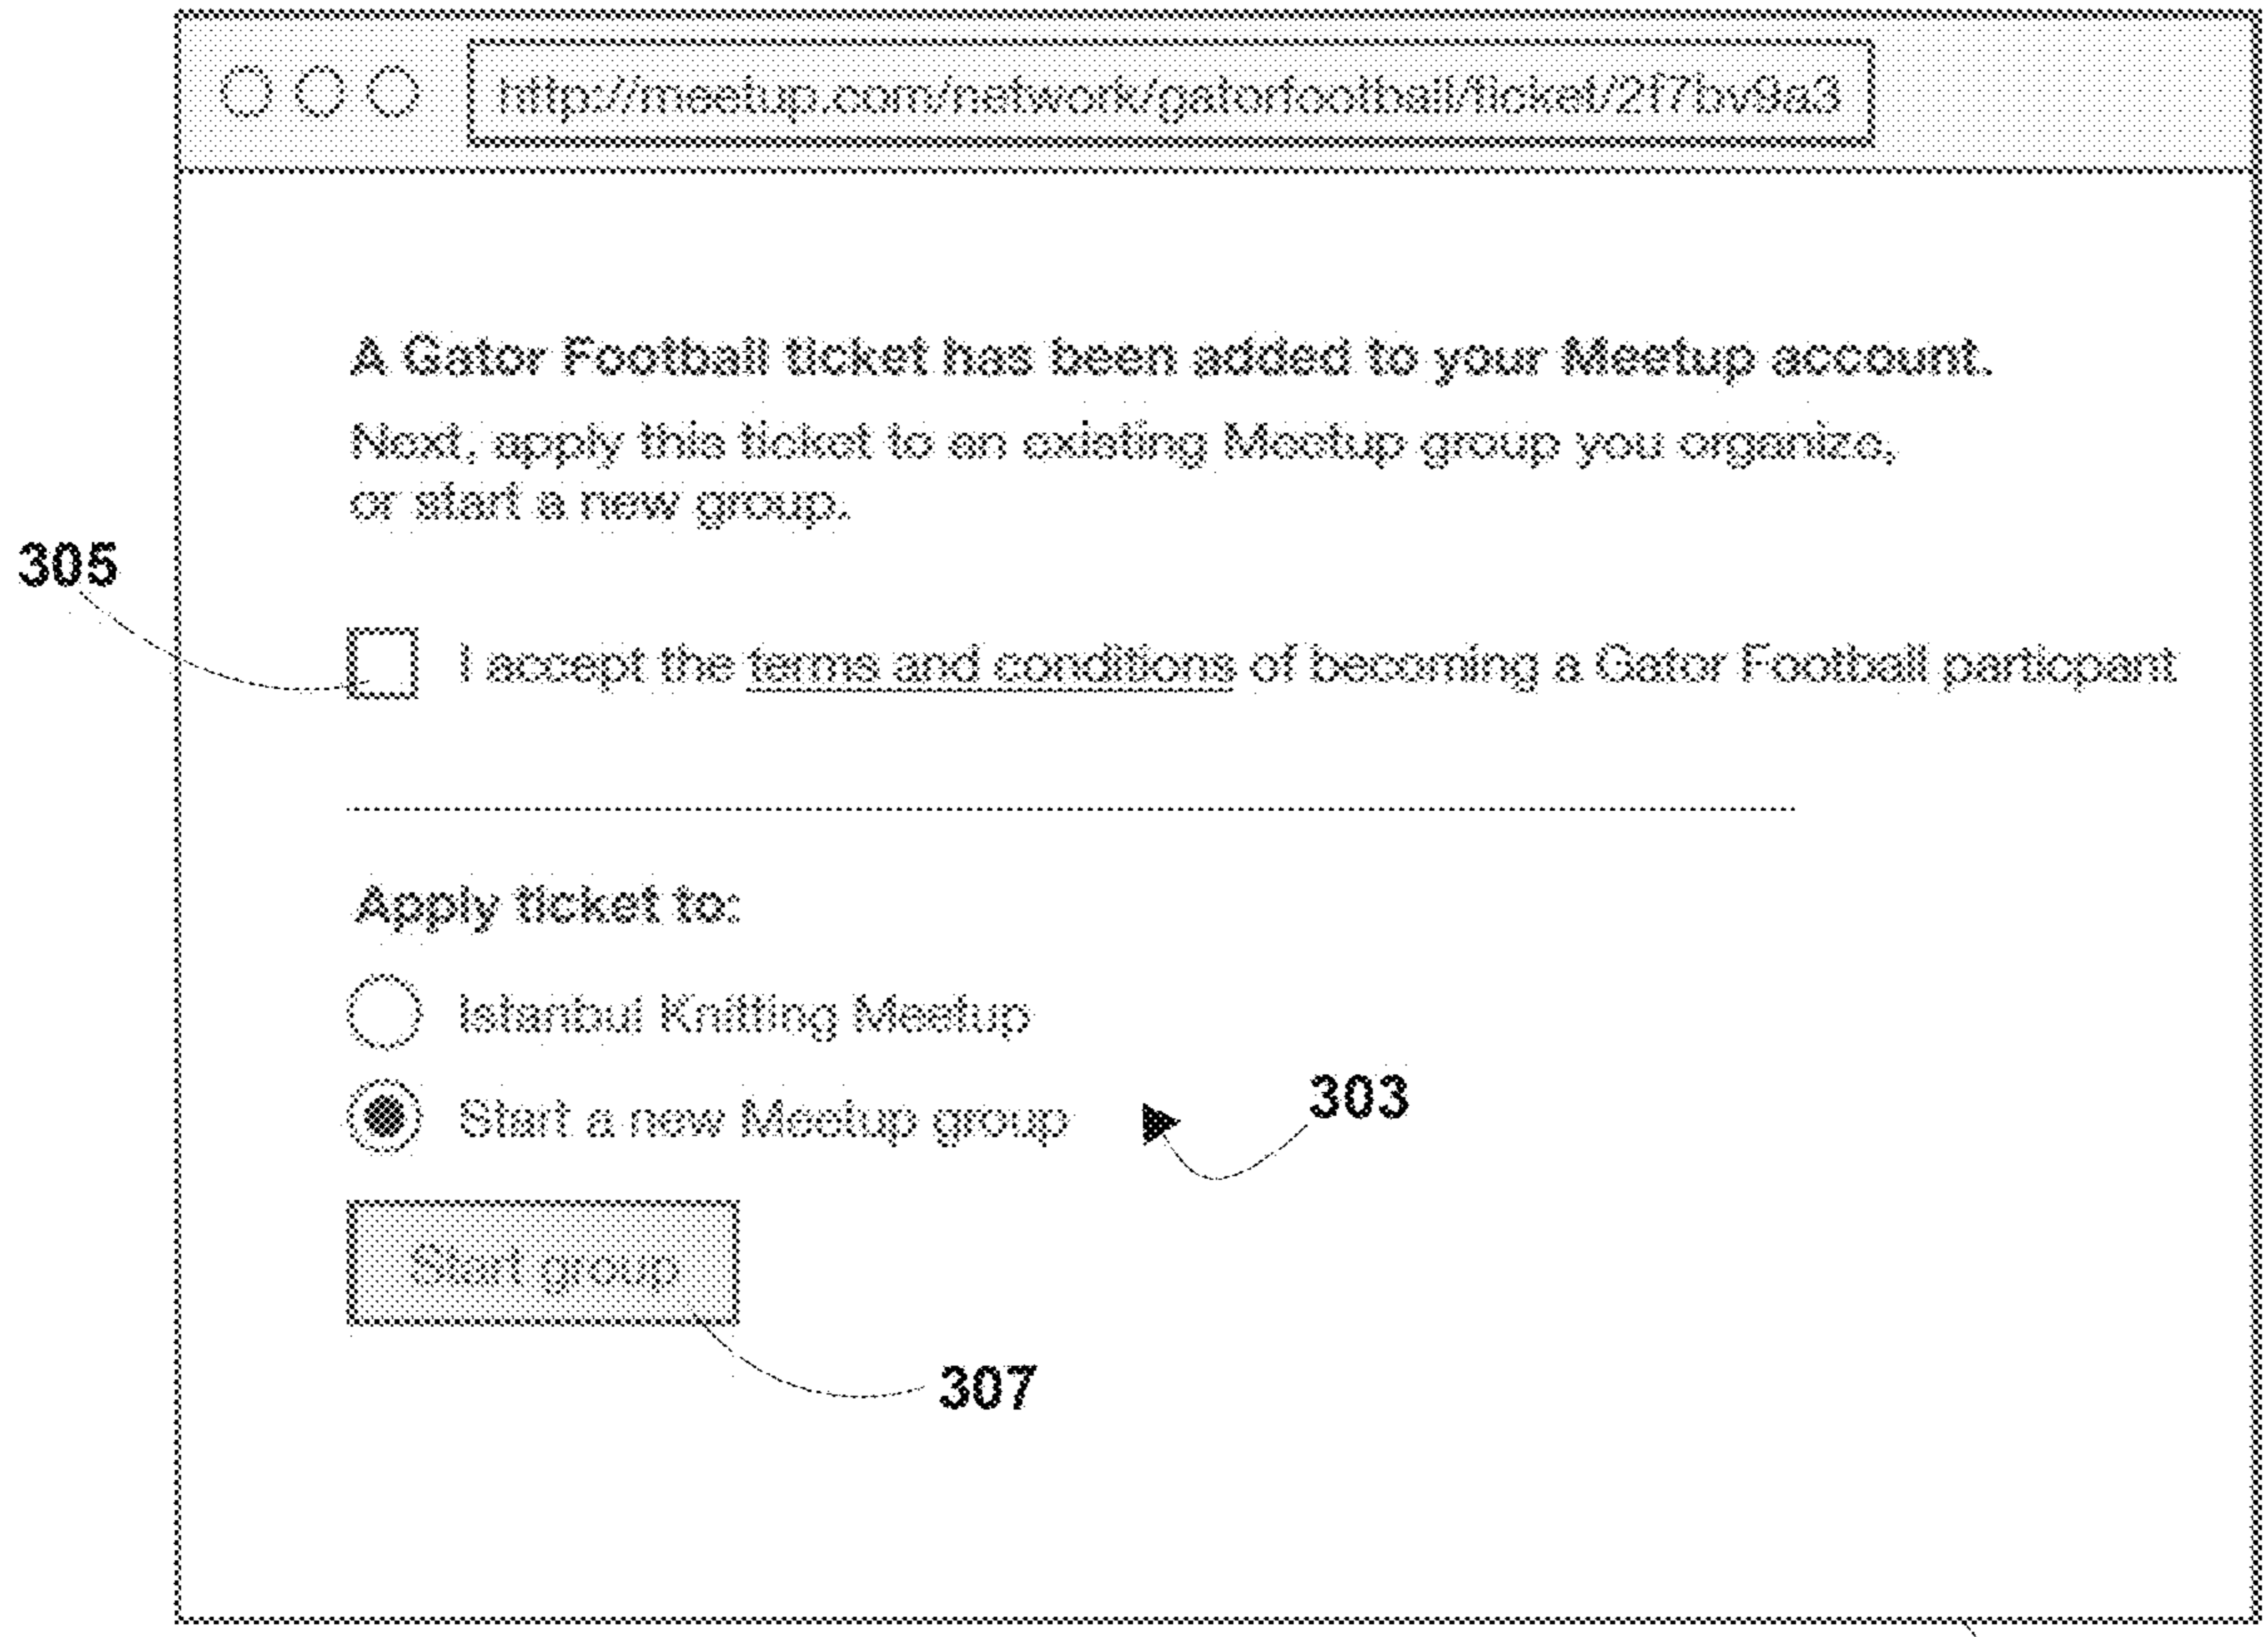 http://meetup.com/network/gatorfootball/ticket/2f7bv9a3
A Gator Football ticket has been added to your Meetup account.
Next, apply this ticket to an existing Meetup group you organize,
or start a new group.
305
I accept the terms and conditions of becoming a Gator Football particpant
Apply ticket to:
Istanbul Knitting Meetup
Start a new Meetup group
303
Start group
307